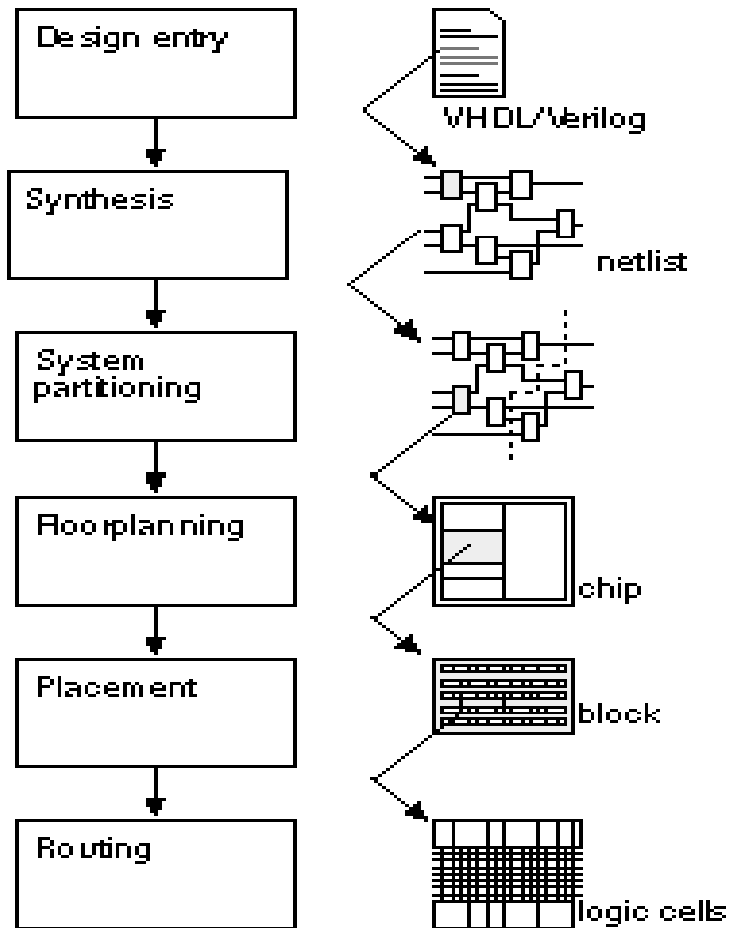 Design entry
VHDL/Verilog
Synthesis
netlist
System
partitioning
Floorplanning
chip
Placement
block
Routing
logic cells